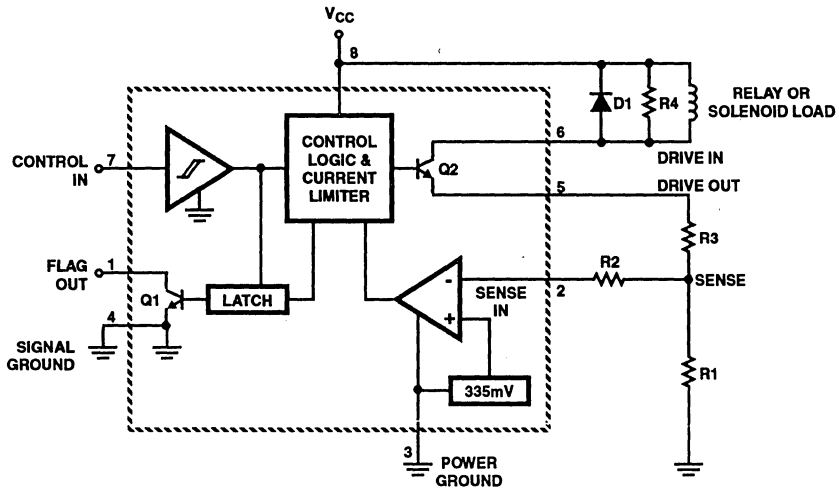 VCC
8
CONTROL
IN
7
CONTROL
LOGIC &
CURRENT
LIMITER
Q2
6
DRIVE IN
5
DRIVE OUT
D1
R4
RELAY OR
SOLENOID LOAD
FLAG
OUT
1
Q1
LATCH
4
SIGNAL
GROUND
-
+
SENSE
IN
2
R2
R3
SENSE
R1
335mV
3
POWER
GROUND